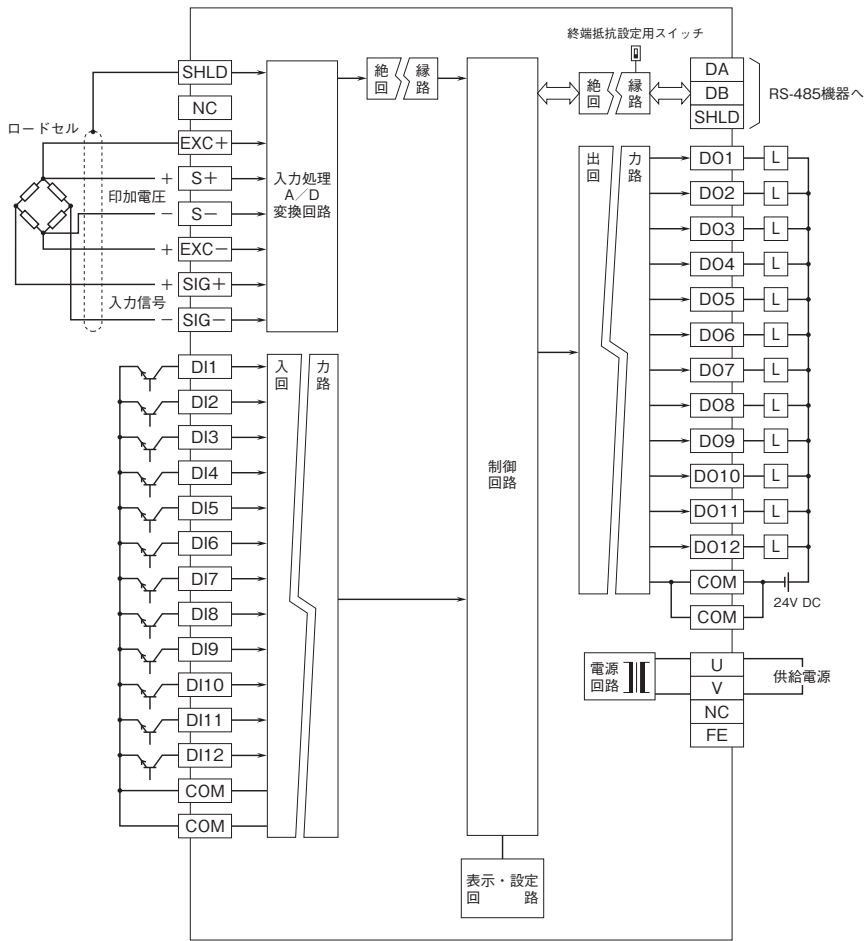 終端抵抗設定用スイッチ
SHLD
NC
EXC+
S+
S−
EXC−
SIG+
SIG−
ロードセル
+
印加電圧
−
+
+
入力信号
−
入力処理
A/D
変換回路
絶 縁
回 路
制御
回路
絶 縁
回 路
DA
DB
SHLD
RS-485機器へ
出 力
回 路
DO1 L
DO2 L
DO3 L
DO4 L
DO5 L
DO6 L
DO7 L
DO8 L
DO9 L
DO10 L
DO11 L
DO12 L
COM
COM
24V DC
DI1
DI2
DI3
DI4
DI5
DI6
DI7
DI8
DI9
DI10
DI11
DI12
COM
COM
入 力
回 路
電源
回路
U
V
NC
FE
供給電源
表示・設定
回 路